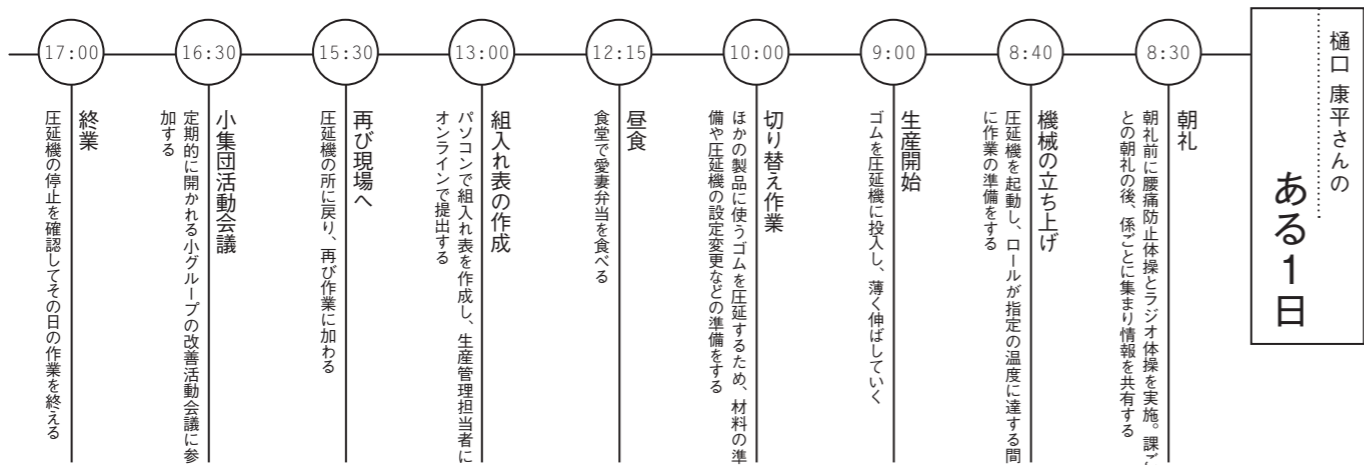 樋口 康平さんの
ある1日
8:30
朝礼
朝礼前に腰痛防止体操とラジオ体操を実施。課ご
との朝礼の後、係ごとに集まり情報を共有する
8:40
機械の立ち上げ
圧延機を起動し、ロールが指定の温度に達する間
に作業の準備をする
9:00
生産開始
ゴムを圧延機に投入し、薄く伸ばしていく
10:00
切り替え作業
ほかの製品に使うゴムを圧延するため、材料の準
備や圧延機の設定変更などの準備をする
12:15
昼食
食堂で愛妻弁当を食べる
13:00
組入れ表の作成
パソコンで組入れ表を作成し、生産管理担当者に
オンラインで提出する
15:30
再び現場へ
圧延機の所に戻り、再び作業に加わる
16:30
小集団活動会議
定期的に開かれる小グループの改善活動会議に参
加する
17:00
終業
圧延機の停止を確認してその日の作業を終える